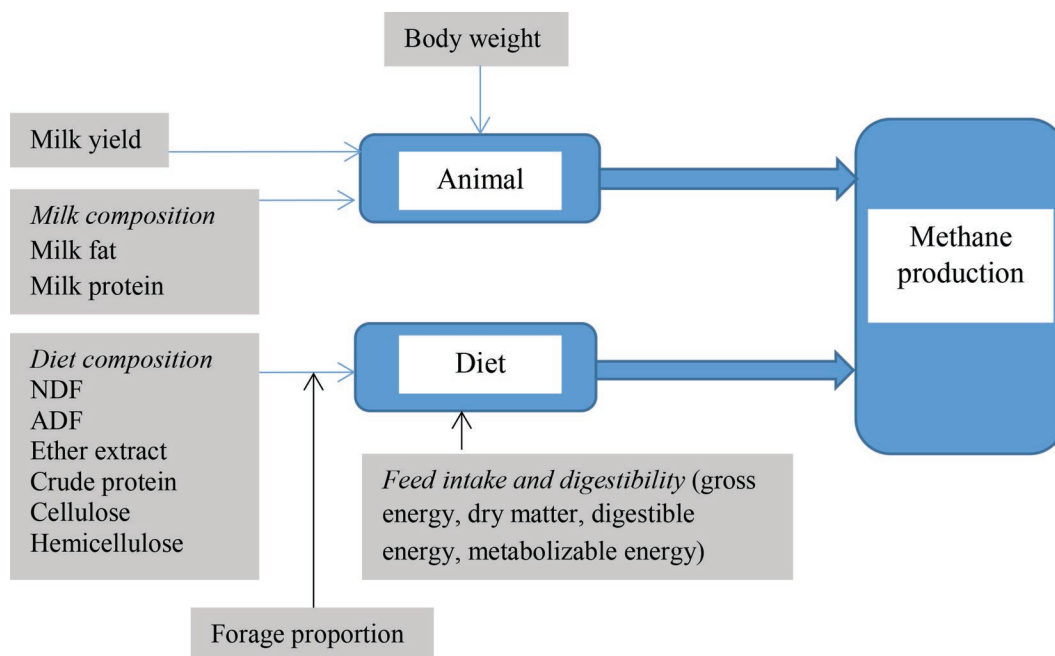 Body weight
Milk yield
Animal
Milk composition
Milk fat
Milk protein
Methane
production
Diet composition
NDF
ADF
Ether extract
Crude protein
Cellulose
Hemicellulose
Diet
Feed intake and digestibility (gross
energy, dry matter, digestible
energy, metabolizable energy)
Forage proportion